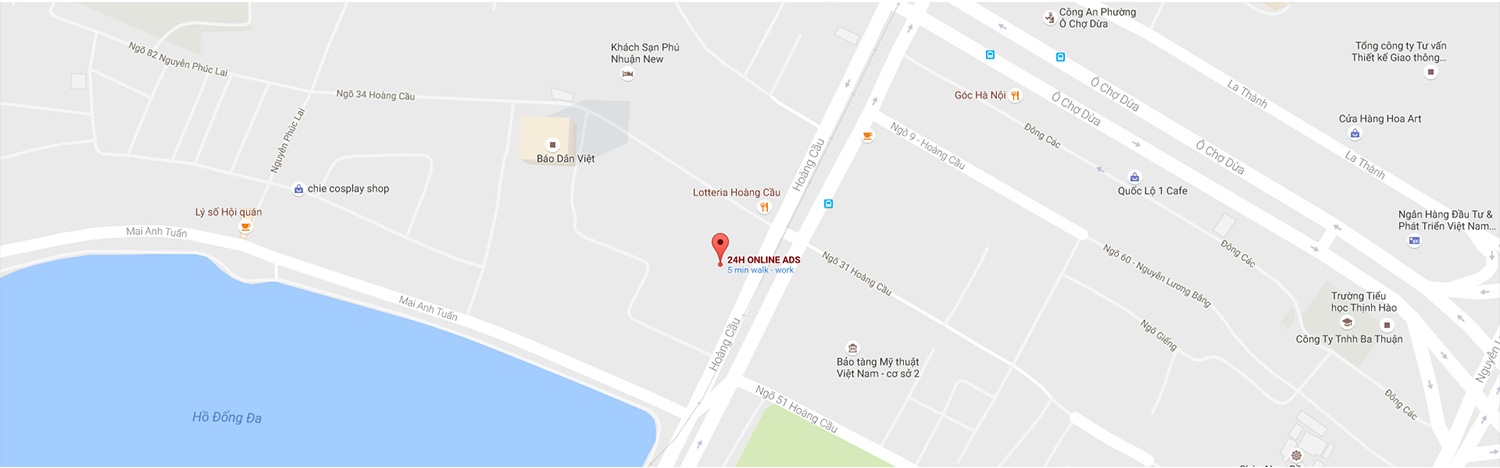 Công An Phường
Ô Chợ Dừa
Ngõ 82 Nguyễn Phúc Lai
Khách Sạn Phú
Nhuận New
Tổng công ty Tư vấn
Thiết kế Giao thông...
Ngõ 34 Hoàng Cầu
Góc Hà Nội
Ô Chợ Dừa
Ô Chợ Dừa
La Thành
Nguyễn Phúc Lai
Cửa Hàng Hoa Art
Đông Các
Ngõ 9 - Hoàng Cầu
Ô Chợ Dừa
La Thành
Báo Dân Việt
Hoàng Cầu
chie cosplay shop
Lotteria Hoàng Cầu
Quốc Lộ 1 Cafe
Lý số Hội quán
Ngân Hàng Đầu Tư &
Phát Triển Việt Nam...
Mai Anh Tuấn
24H ONLINE ADS
5 min walk - work
Ngõ 31 Hoàng Cầu
Ngõ 60 - Nguyễn Lương Bằng
Đông Các
Mai Anh Tuấn
Trường Tiểu
học Thịnh Hào
Công Ty Tnhh Ba Thuận
Hoàng Cầu
Ngõ Giếng
Bảo tàng Mỹ thuật
Việt Nam - cơ sở 2
Ngõ 51 Hoàng Cầu
Đông Các
Hồ Đống Đa